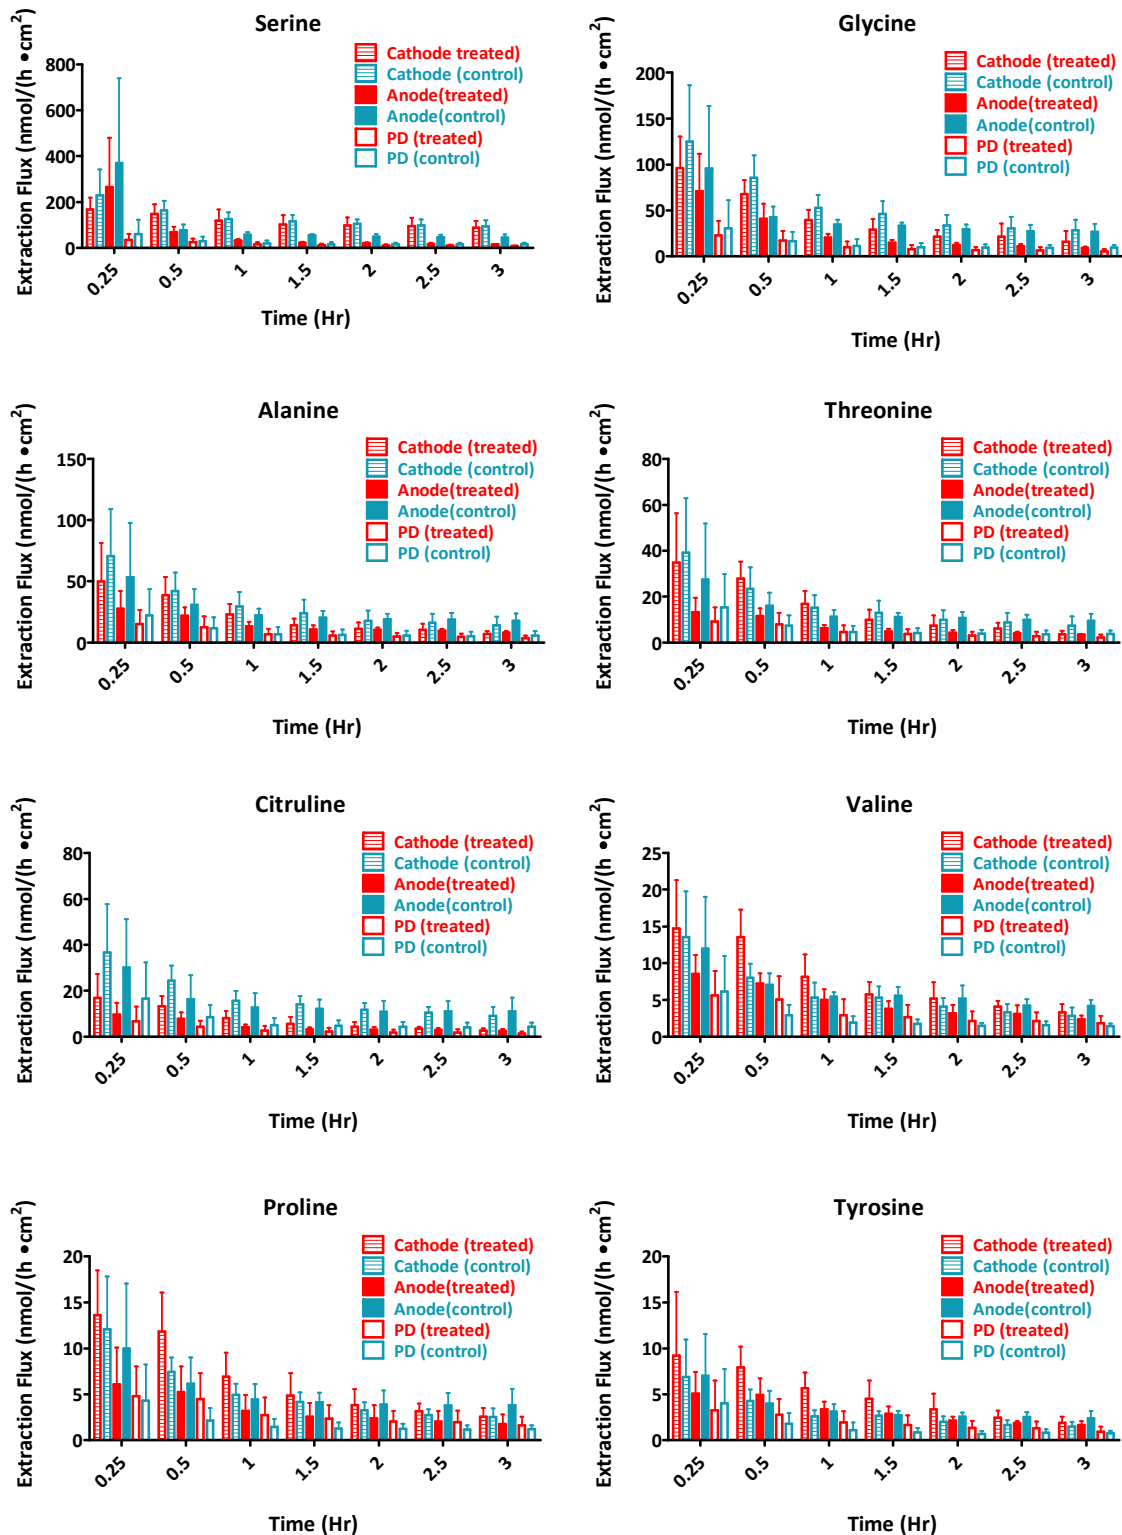 Serine
Extraction Flux (nmol/(h •cm²)
800
600
400
200
0
Cathode treated)
Cathode (control)
Anode(treated)
Anode(control)
PD (treated)
PD (control)
0.25
0.5
1
1.5
2
2.5
3
Time (Hr)
Glycine
Extraction Flux (nmol/(h •cm²)
200
150
100
50
0
Cathode (treated)
Cathode (control)
Anode(treated)
Anode(control)
PD (treated)
PD (control)
0.25
0.5
1
1.5
2
2.5
3
Time (Hr)
Alanine
Extraction Flux (nmol/(h •cm²)
150
100
50
0
Cathode (treated)
Cathode (control)
Anode(treated)
Anode(control)
PD (treated)
PD (control)
0.25
0.5
1
1.5
2
2.5
3
Time (Hr)
Threonine
Extraction Flux (nmol/(h •cm²)
80
60
40
20
0
Cathode (treated)
Cathode (control)
Anode(treated)
Anode(control)
PD (treated)
PD (control)
0.25
0.5
1
1.5
2
2.5
3
Time (Hr)
Citruline
Extraction Flux (nmol/(h •cm²)
80
60
40
20
0
Cathode (treated)
Cathode (control)
Anode(treated)
Anode(control)
PD (treated)
PD (control)
0.25
0.5
1
1.5
2
2.5
3
Time (Hr)
Valine
Extraction Flux (nmol/(h •cm²)
25
20
15
10
5
0
Cathode (treated)
Cathode (control)
Anode(treated)
Anode(control)
PD (treated)
PD (control)
0.25
0.5
1
1.5
2
2.5
3
Time (Hr)
Proline
Extraction Flux (nmol/(h •cm²)
20
15
10
5
0
Cathode (treated)
Cathode (control)
Anode(treated)
Anode(control)
PD (treated)
PD (control)
0.25
0.5
1
1.5
2
2.5
3
Time (Hr)
Tyrosine
Extraction Flux (nmol/(h •cm²)
20
15
10
5
0
Cathode (treated)
Cathode (control)
Anode(treated)
Anode(control)
PD (treated)
PD (control)
0.25
0.5
1
1.5
2
2.5
3
Time (Hr)